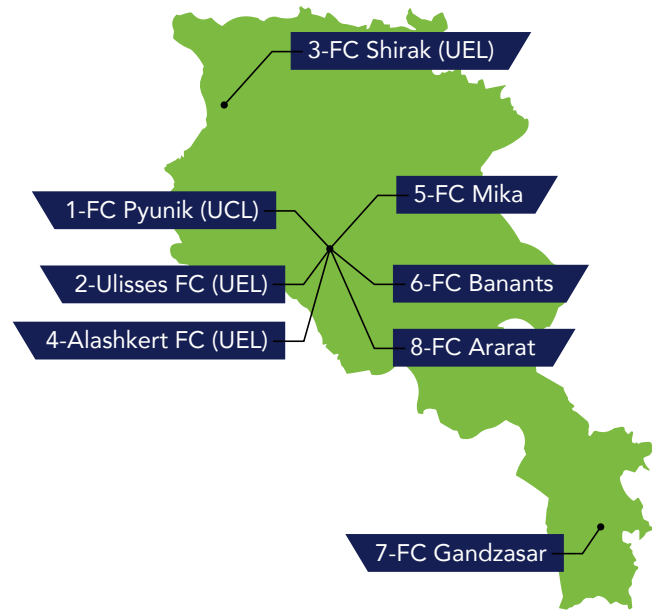 3-FC Shirak (UEL)
1-FC Pyunik (UCL)
5-FC Mika
2-Ulisses FC (UEL)
6-FC Banants
4-Alashkert FC (UEL)
8-FC Ararat
7-FC Gandzasar